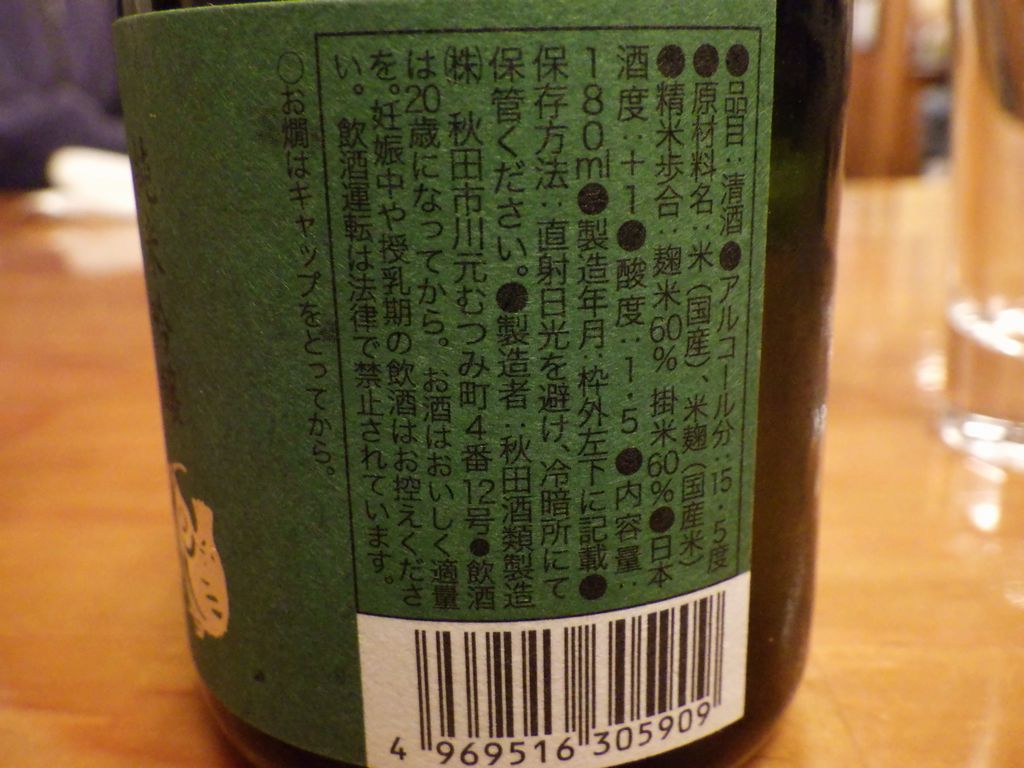 ●品目：清酒●アルコール分：15・5度
●原材料名：米（国産）、米麹（国産米）
●精米歩合：麹米60% 掛米60%●日本
酒度：＋1●酸度：1・5●内容量：
180ml●製造年月：枠外左下に記載●
保存方法：直射日光を避け、冷暗所にて
保管ください。●製造者：秋田酒類製造
㈱ 秋田市川元むつみ町4番12号●飲酒
は20歳になってから。お酒はおいしく適量
を。妊娠中や授乳期の飲酒はお控えくださ
い。飲酒運転は法律で禁止されています。
○お燗はキャップをとってから。
4 969516 305909